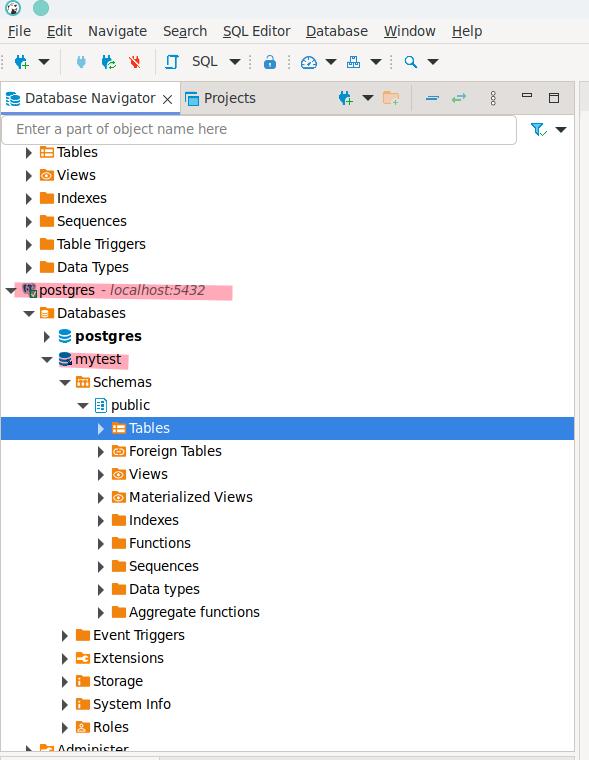 File Edit Navigate Search SQL Editor Database Window Help
SQL
Database Navigator Projects
Enter a part of object name here
Tables
Views
Indexes
Sequences
Table Triggers
Data Types
postgres - localhost:5432
Databases
postgres
mytest
Schemas
public
Tables
Foreign Tables
Views
Materialized Views
Indexes
Functions
Sequences
Data types
Aggregate functions
Event Triggers
Extensions
Storage
System Info
Roles
Administer